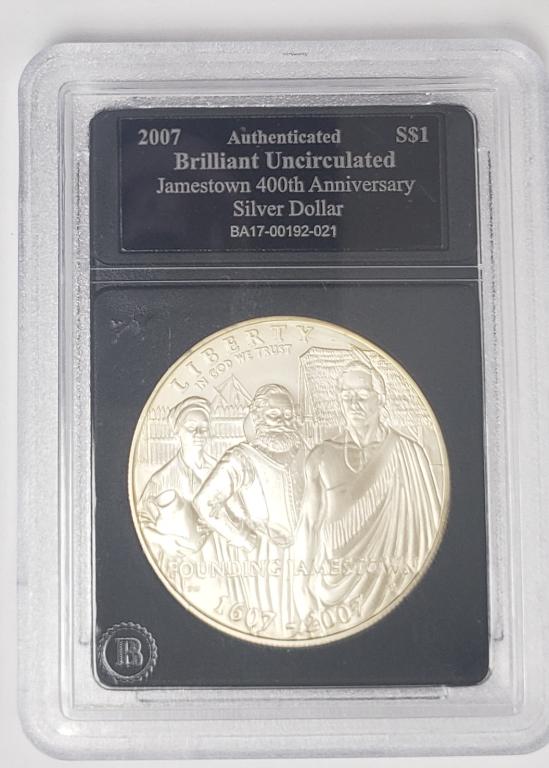 2007 Authenticated S$1
Brilliant Uncirculated
Jamestown 400th Anniversary
Silver Dollar
BA17-00192-021
LIBERTY
IN GOD WE TRUST
FOUNDING JAMESTOWN
1607-2007
B